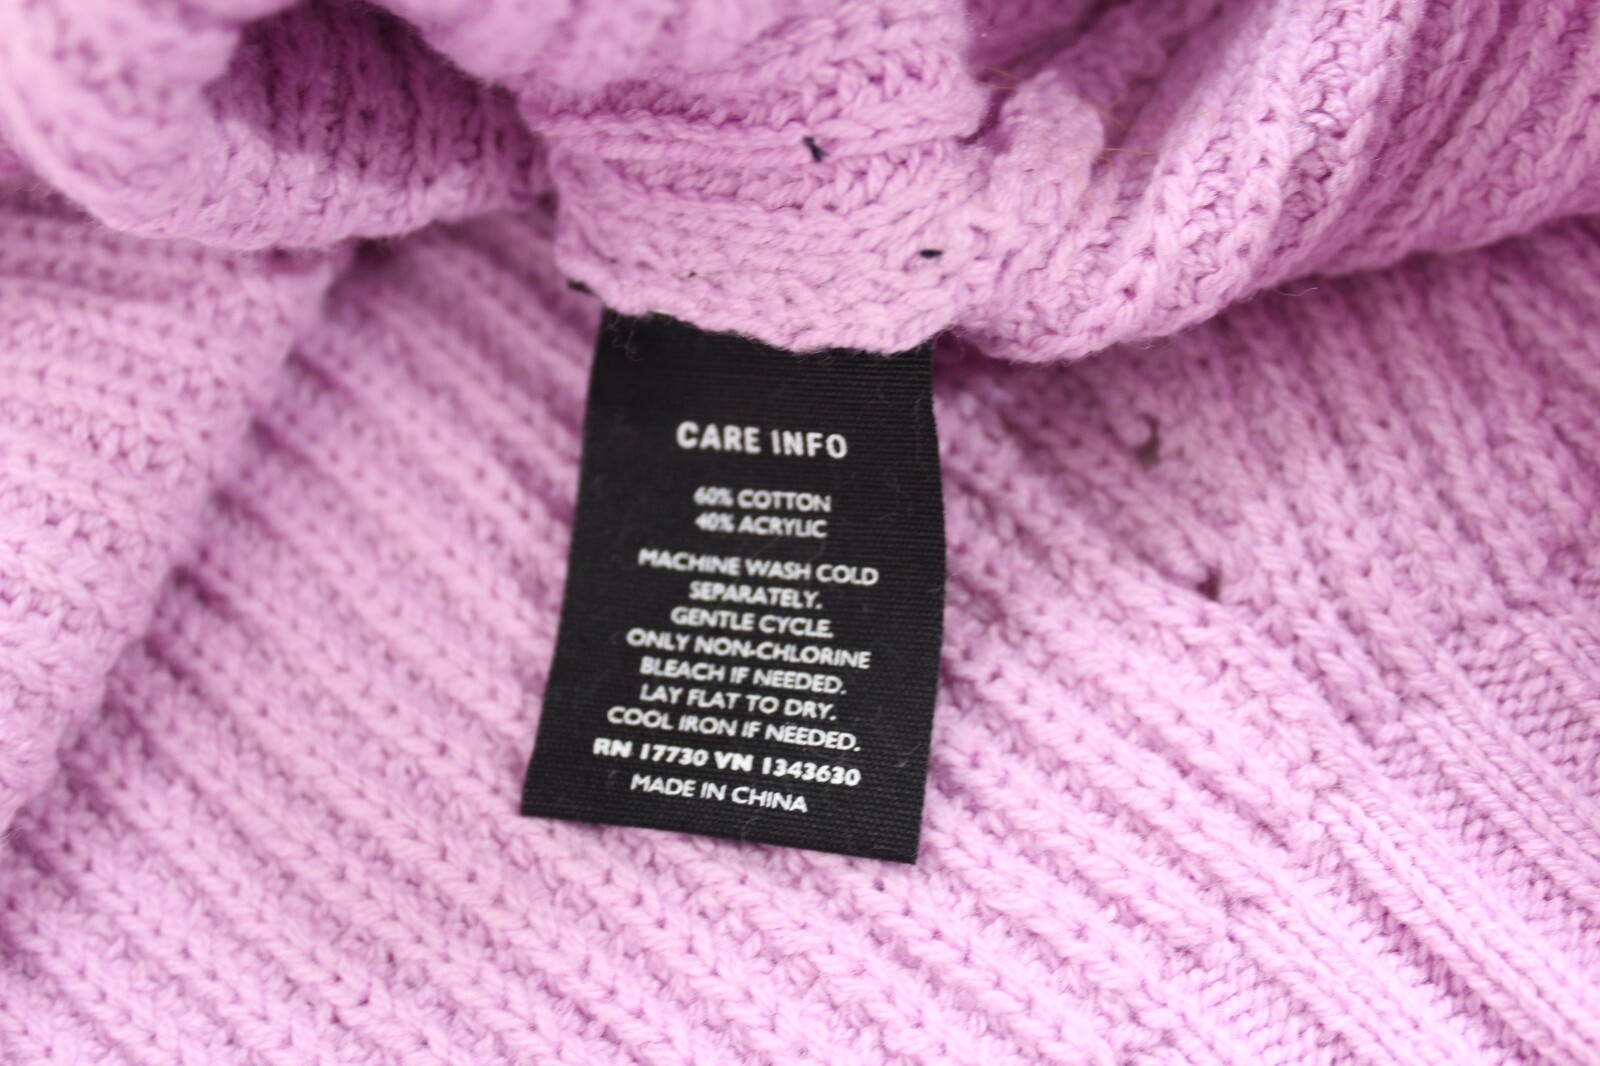 CARE INFO
60% COTTON
40% ACRYLIC
MACHINE WASH COLD
SEPARATELY.
GENTLE CYCLE.
ONLY NON-CHLORINE
BLEACH IF NEEDED.
LAY FLAT TO DRY.
COOL IRON IF NEEDED.
RN 17730 VN 1343630
MADE IN CHINA